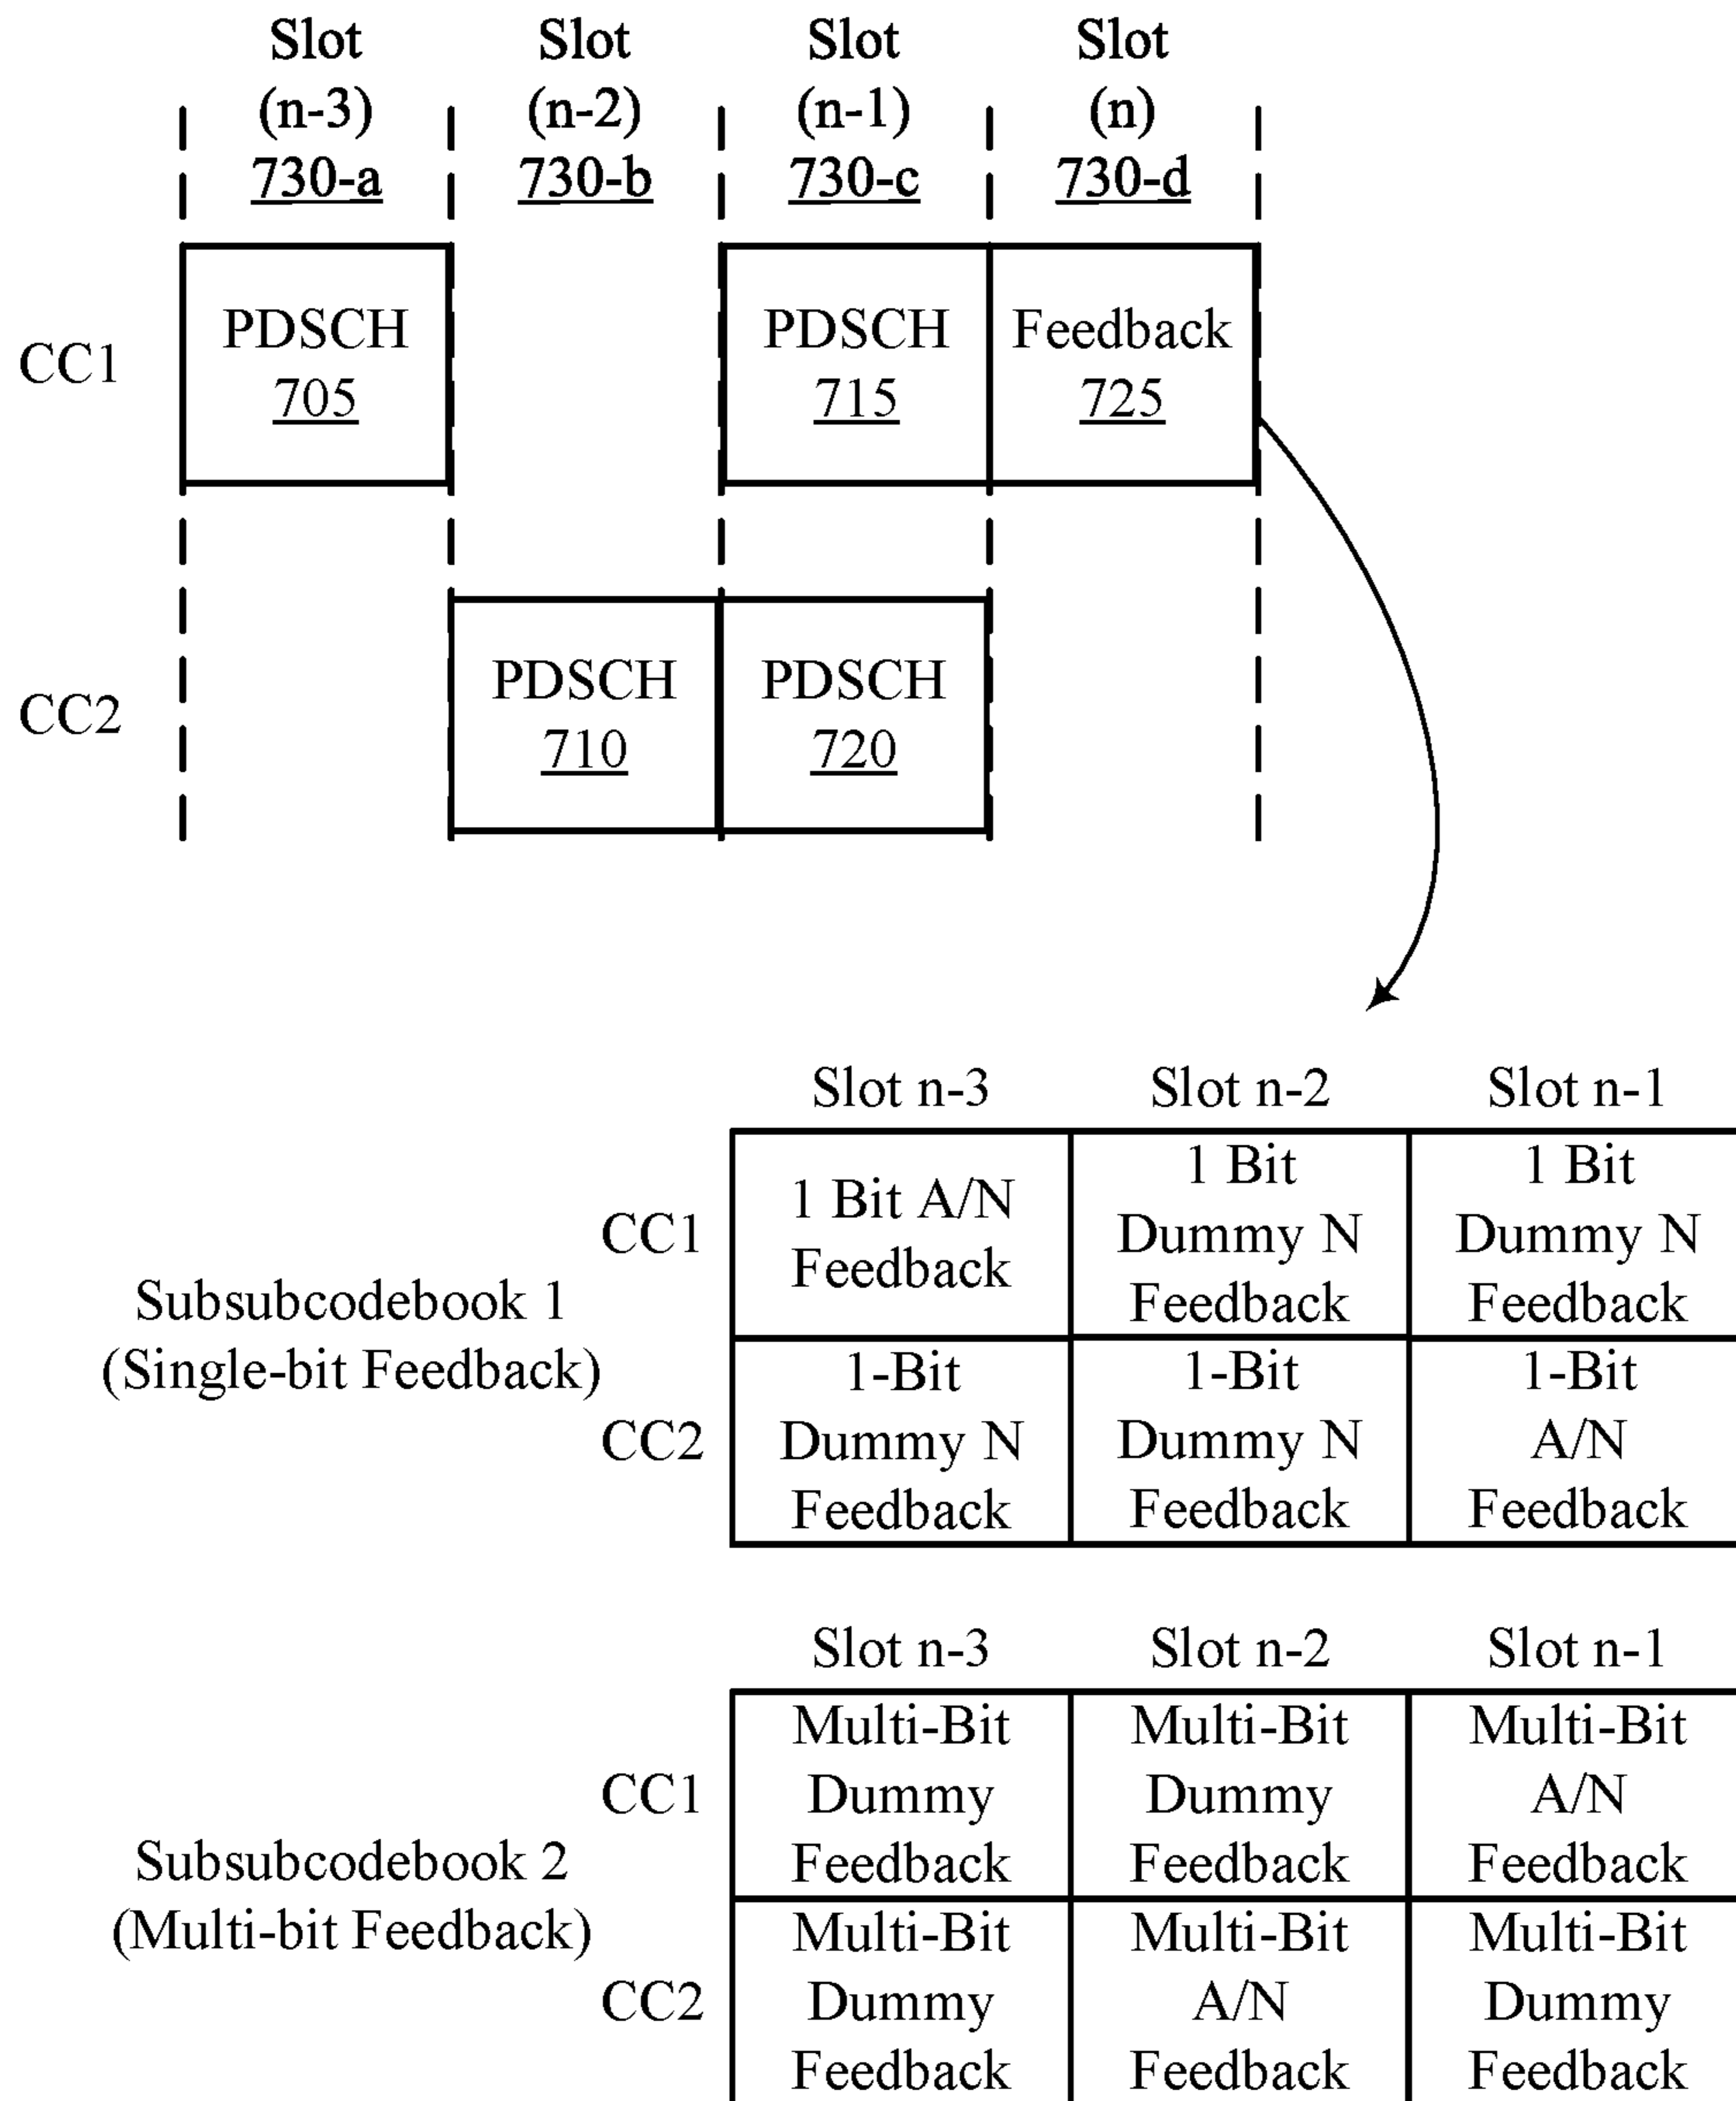 Slot Slot Slot Slot
(n-3) (n-2) (n-1) (n)
730-a 730-b 730-c 730-d
CC1
PDSCH
705
PDSCH
715
Feedback
725
CC2
PDSCH
710
PDSCH
720
Slot n-3 Slot n-2 Slot n-1
Subsubcodebook 1
(Single-bit Feedback)
CC1
1 Bit A/N
Feedback
1 Bit
Dummy N
Feedback
1 Bit
Dummy N
Feedback
CC2
1-Bit
Dummy N
Feedback
1-Bit
Dummy N
Feedback
1-Bit
A/N
Feedback
Slot n-3 Slot n-2 Slot n-1
Subsubcodebook 2
(Multi-bit Feedback)
CC1
Multi-Bit
Dummy
Feedback
Multi-Bit
Dummy
Feedback
Multi-Bit
A/N
Feedback
CC2
Multi-Bit
Dummy
Feedback
Multi-Bit
A/N
Feedback
Multi-Bit
Dummy
Feedback